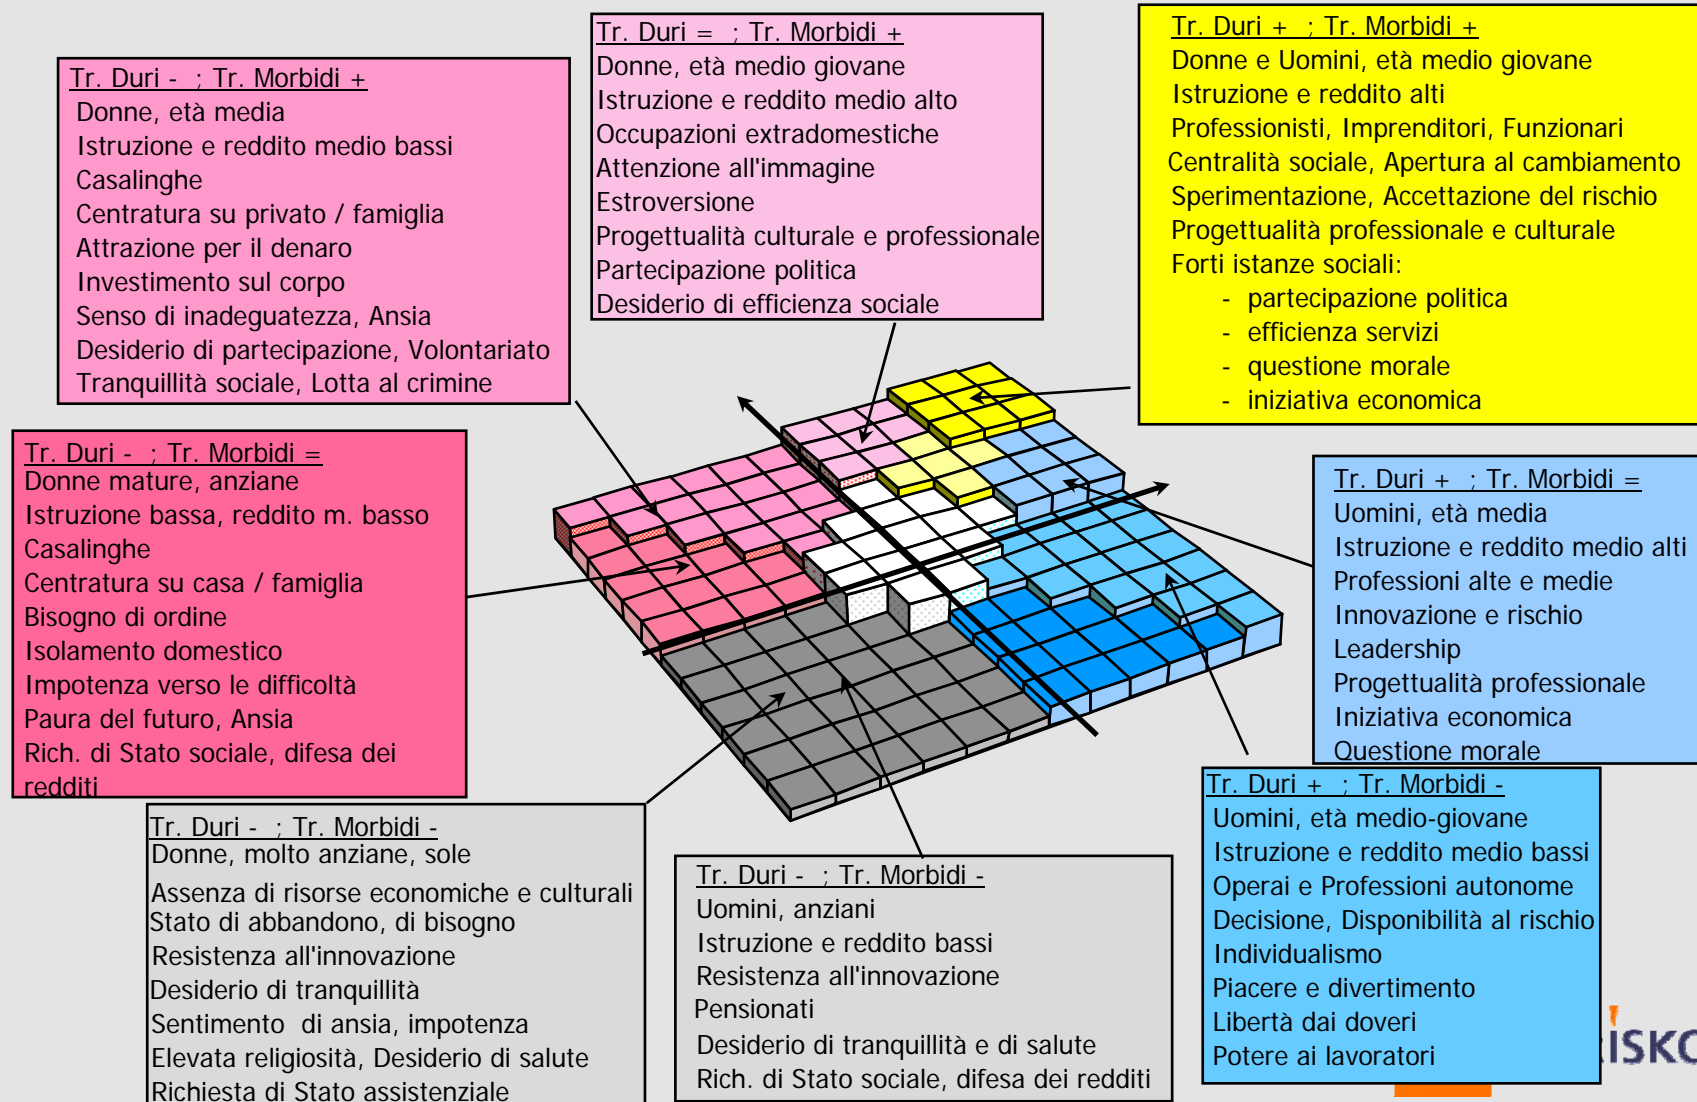 Tr. Duri - ; Tr. Morbidi +
Donne, età media
Istruzione e reddito medio bassi
Casalinghe
Centratura su privato / famiglia
Attrazione per il denaro
Investimento sul corpo
Senso di inadeguatezza, Ansia
Desiderio di partecipazione, Volontariato
Tranquillità sociale, Lotta al crimine
Tr. Duri = ; Tr. Morbidi +
Donne, età medio giovane
Istruzione e reddito medio alto
Occupazioni extradomestiche
Attenzione all'immagine
Estroversione
Progettualità culturale e professionale
Partecipazione politica
Desiderio di efficienza sociale
Tr. Duri + ; Tr. Morbidi +
Donne e Uomini, età medio giovane
Istruzione e reddito alti
Professionisti, Imprenditori, Funzionari
Centralità sociale, Apertura al cambiamento
Sperimentazione, Accettazione del rischio
Progettualità professionale e culturale
Forti istanze sociali:
- partecipazione politica
- efficienza servizi
- questione morale
- iniziativa economica
Tr. Duri - ; Tr. Morbidi =
Donne mature, anziane
Istruzione bassa, reddito m. basso
Casalinghe
Centratura su casa / famiglia
Bisogno di ordine
Isolamento domestico
Impotenza verso le difficoltà
Paura del futuro, Ansia
Rich. di Stato sociale, difesa dei
redditi
Tr. Duri + ; Tr. Morbidi =
Uomini, età media
Istruzione e reddito medio alti
Professioni alte e medie
Innovazione e rischio
Leadership
Progettualità professionale
Iniziativa economica
Questione morale
Tr. Duri - ; Tr. Morbidi -
Donne, molto anziane, sole
Assenza di risorse economiche e culturali
Stato di abbandono, di bisogno
Resistenza all'innovazione
Desiderio di tranquillità
Sentimento di ansia, impotenza
Elevata religiosità, Desiderio di salute
Richiesta di Stato assistenziale
Tr. Duri - ; Tr. Morbidi -
Uomini, anziani
Istruzione e reddito bassi
Resistenza all'innovazione
Pensionati
Desiderio di tranquillità e di salute
Rich. di Stato sociale, difesa dei redditi
Tr. Duri + ; Tr. Morbidi -
Uomini, età medio-giovane
Istruzione e reddito medio bassi
Operai e Professioni autonome
Decisione, Disponibilità al rischio
Individualismo
Piacere e divertimento
Libertà dai doveri
Potere ai lavoratori